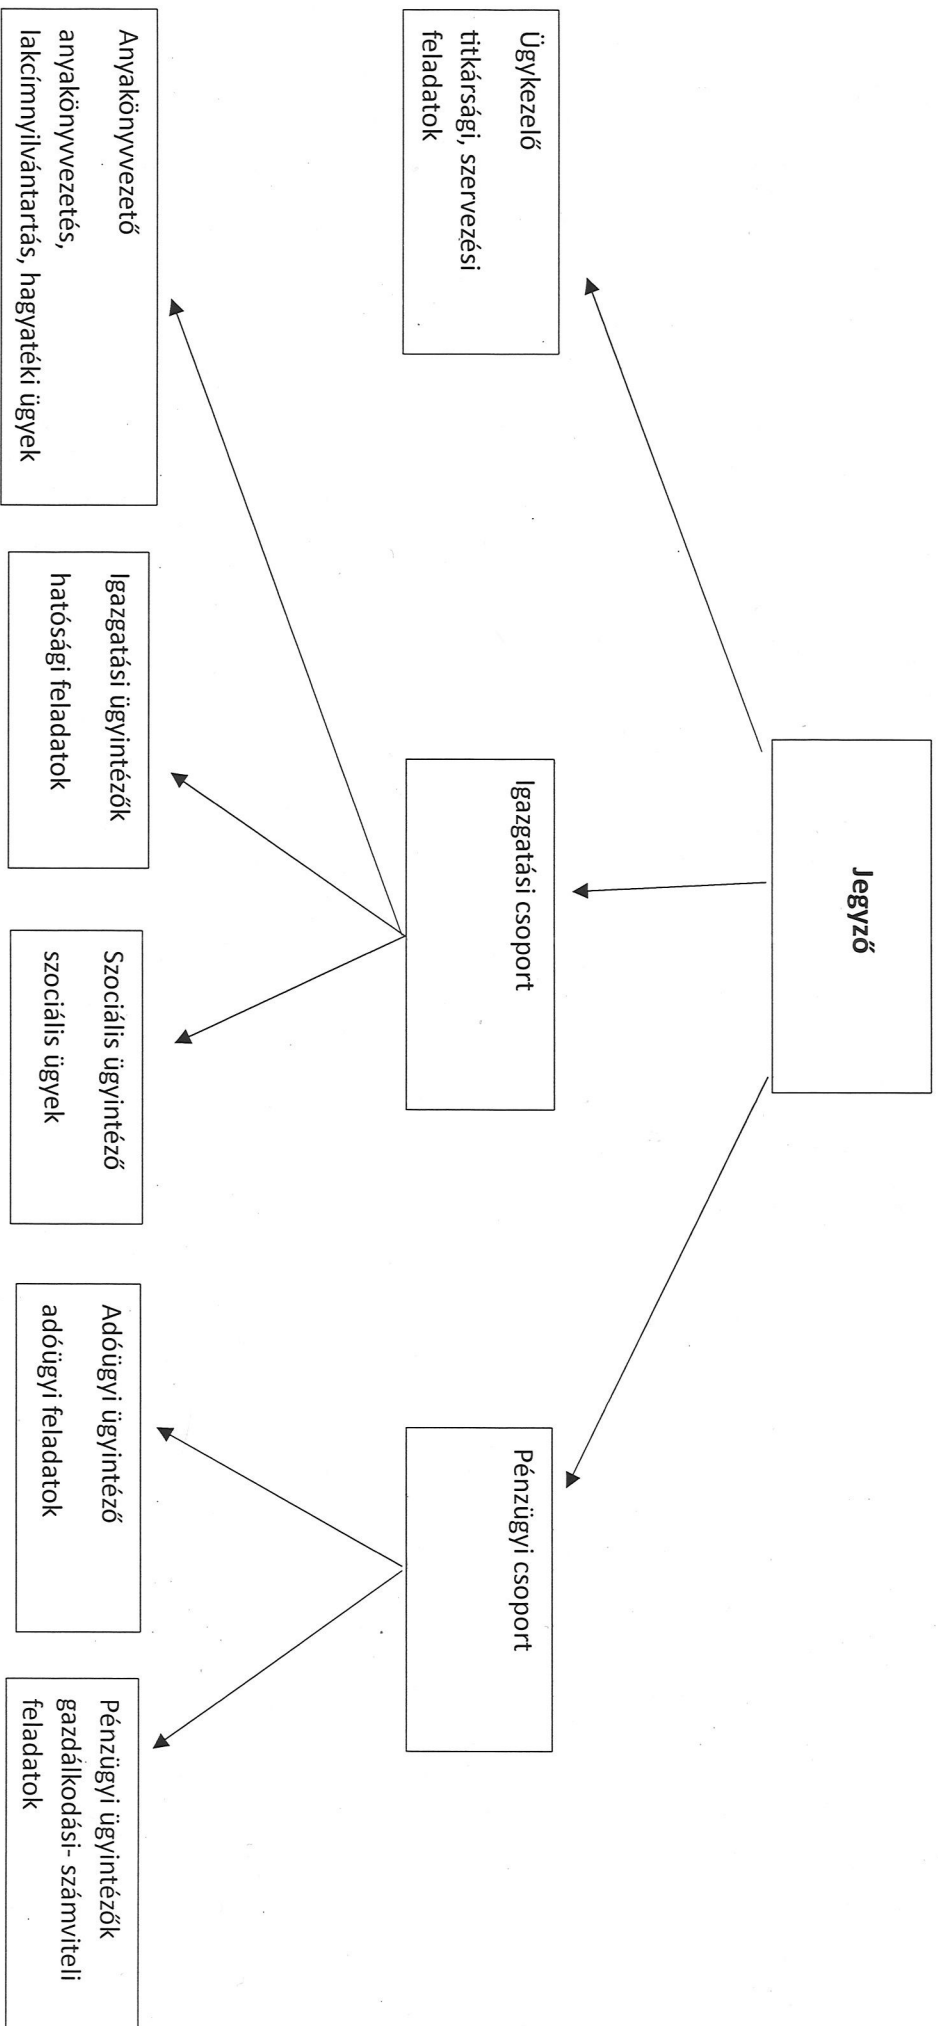 Jegyző
Ügykezelő
titkársági, szervezési
feladatok
Igazgatási csoport
Pénzügyi csoport
Anyakönyvvezető
anyakönyvvezetés,
lakcímnyilvántartás, hagyatéki ügyek
Igazgatási ügyintézők
hatósági feladatok
Szociális ügyintéző
szociális ügyek
Adóügyi ügyintéző
adóügyi feladatok
Pénzügyi ügyintézők
gazdálkodási- számviteli
feladatok